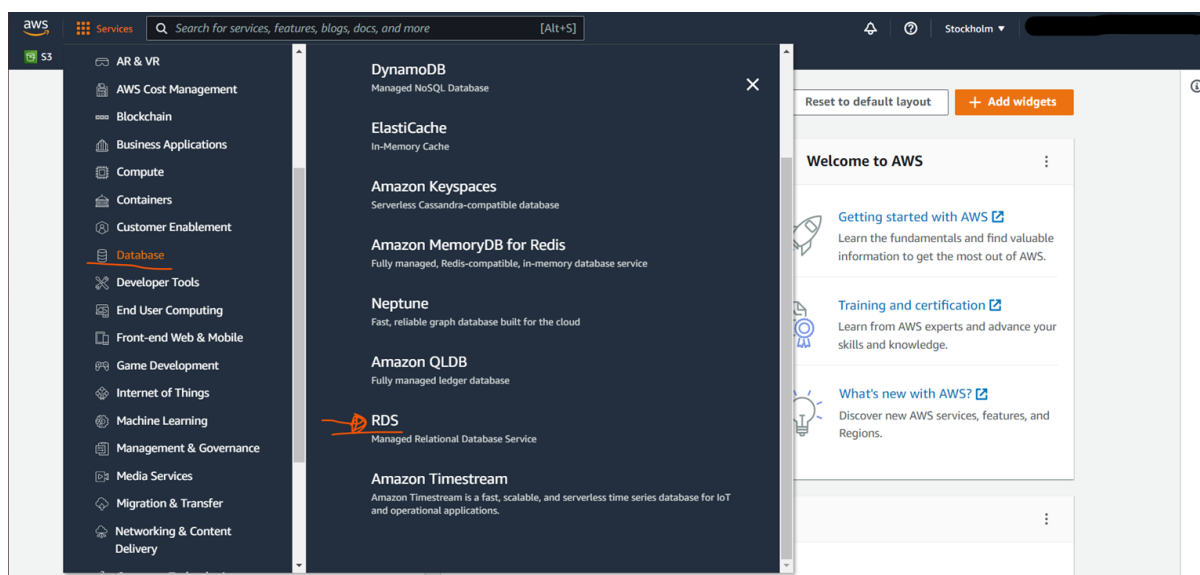 aws
Services
Search for services, features, blogs, docs, and more
[Alt+S]
Stockholm
S3
AR & VR
AWS Cost Management
Blockchain
Business Applications
Compute
Containers
Customer Enablement
Database
Developer Tools
End User Computing
Front-end Web & Mobile
Game Development
Internet of Things
Machine Learning
Management & Governance
Media Services
Migration & Transfer
Networking & Content
Delivery
DynamoDB
Managed NoSQL Database
ElastiCache
In-Memory Cache
Amazon Keyspaces
Serverless Cassandra-compatible database
Amazon MemoryDB for Redis
Fully managed, Redis-compatible, in-memory database service
Neptune
Fast, reliable graph database built for the cloud
Amazon QLDB
Fully managed ledger database
RDS
Managed Relational Database Service
Amazon Timestream
Amazon Timestream is a fast, scalable, and serverless time series database for IoT
and operational applications.
Reset to default layout
Add widgets
Welcome to AWS
Getting started with AWS
Learn the fundamentals and find valuable
information to get the most out of AWS.
Training and certification
Learn from AWS experts and advance your
skills and knowledge.
What's new with AWS?
Discover new AWS services, features, and
Regions.